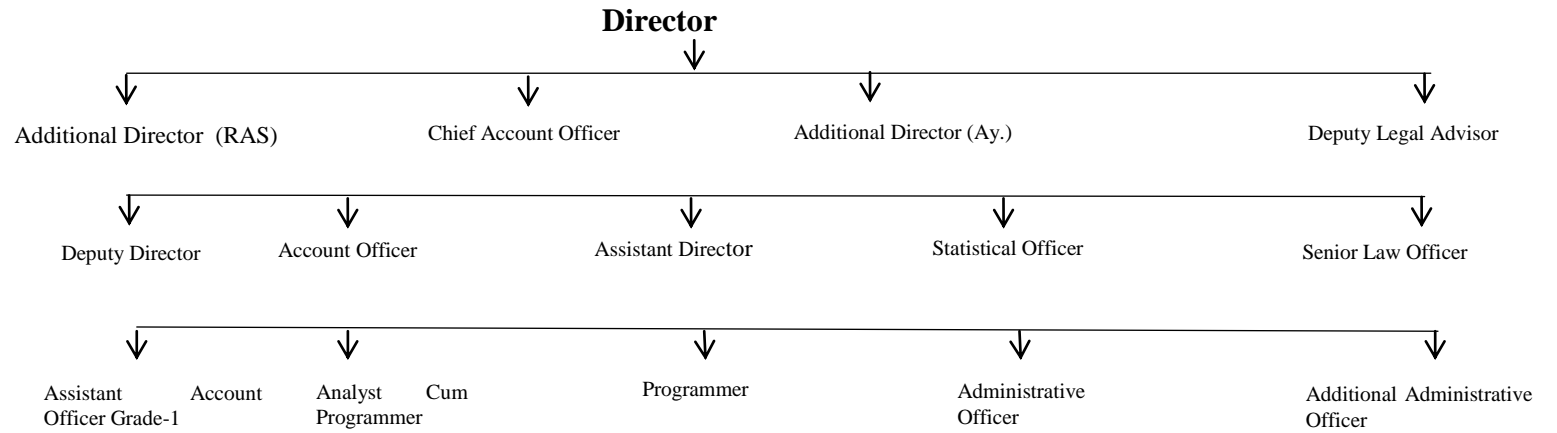 Director
Additional Director (RAS)
Chief Account Officer
Additional Director (Ay.)
Deputy Legal Advisor
Deputy Director
Account Officer
Assistant Director
Statistical Officer
Senior Law Officer
Assistant Account
Officer Grade-1
Analyst Cum
Programmer
Programmer
Administrative
Officer
Additional Administrative
Officer